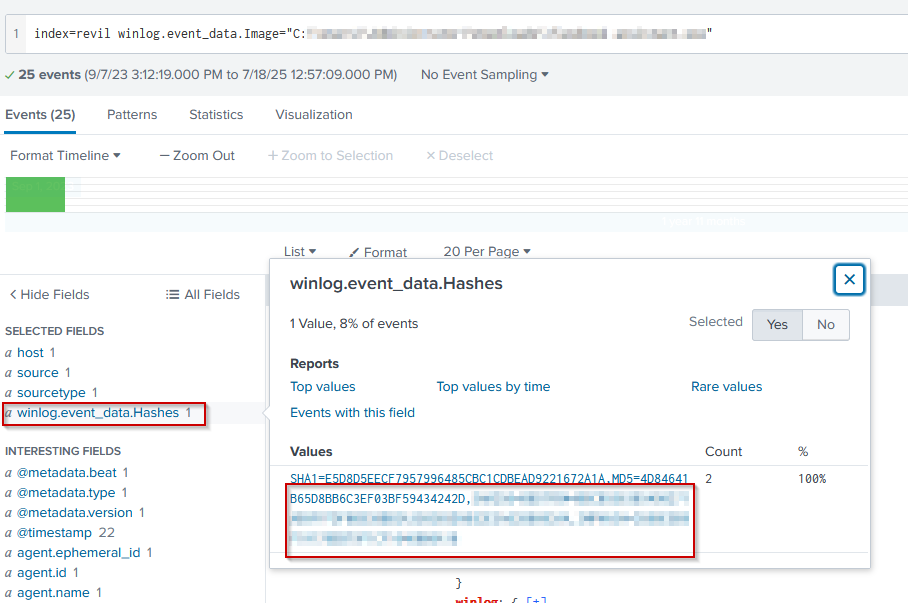 1 index=revil winlog.event_data.Image="C:
25 events (9/7/23 3:12:19.000 PM to 7/18/25 12:57:09.000 PM) No Event Sampling
Events (25) Patterns Statistics Visualization
Format Timeline — Zoom Out + Zoom to Selection × Deselect
List Format 20 Per Page
< Hide Fields All Fields
SELECTED FIELDS
a host 1
a source 1
a sourcetype 1
a winlog.event_data.Hashes 1
INTERESTING FIELDS
a @metadata.beat 1
a @metadata.type 1
a @metadata.version 1
a @timestamp 22
a agent.ephemeral_id 1
a agent.id 1
a agent.name 1
winlog.event_data.Hashes
1 Value, 8% of events
Selected Yes No
Reports
Top values Top values by time Rare values
Events with this field
Values Count %
SHA1=E5D8D5EECF7957996485CBC1CDBEAD9221672A1A,MD5=4D84641 2 100%
B65D8BB6C3EF03BF59434242D,
}
winlog: { [+]